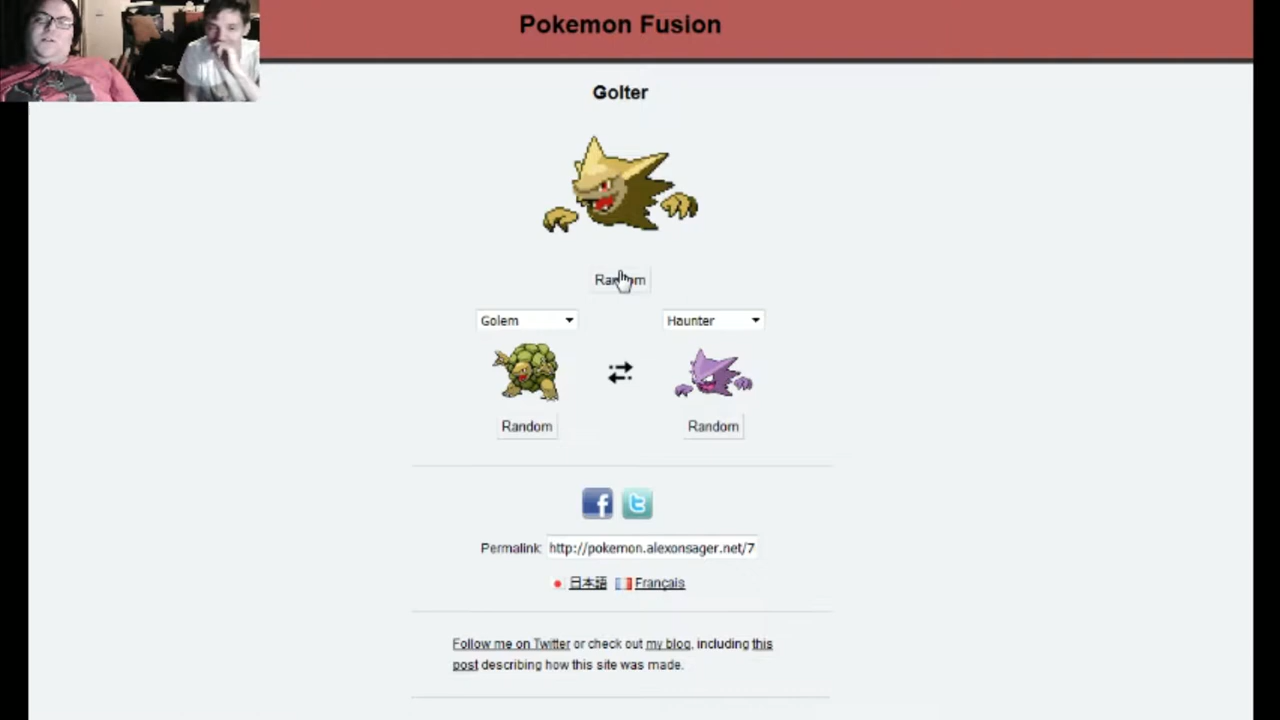 Pokemon Fusion
Golter
Random
Golem Haunter
Random Random
Permalink: http://pokemon.alexonsager.net/7
日本語 Français
Follow me on Twitter or check out my blog, including this
post describing how this site was made.